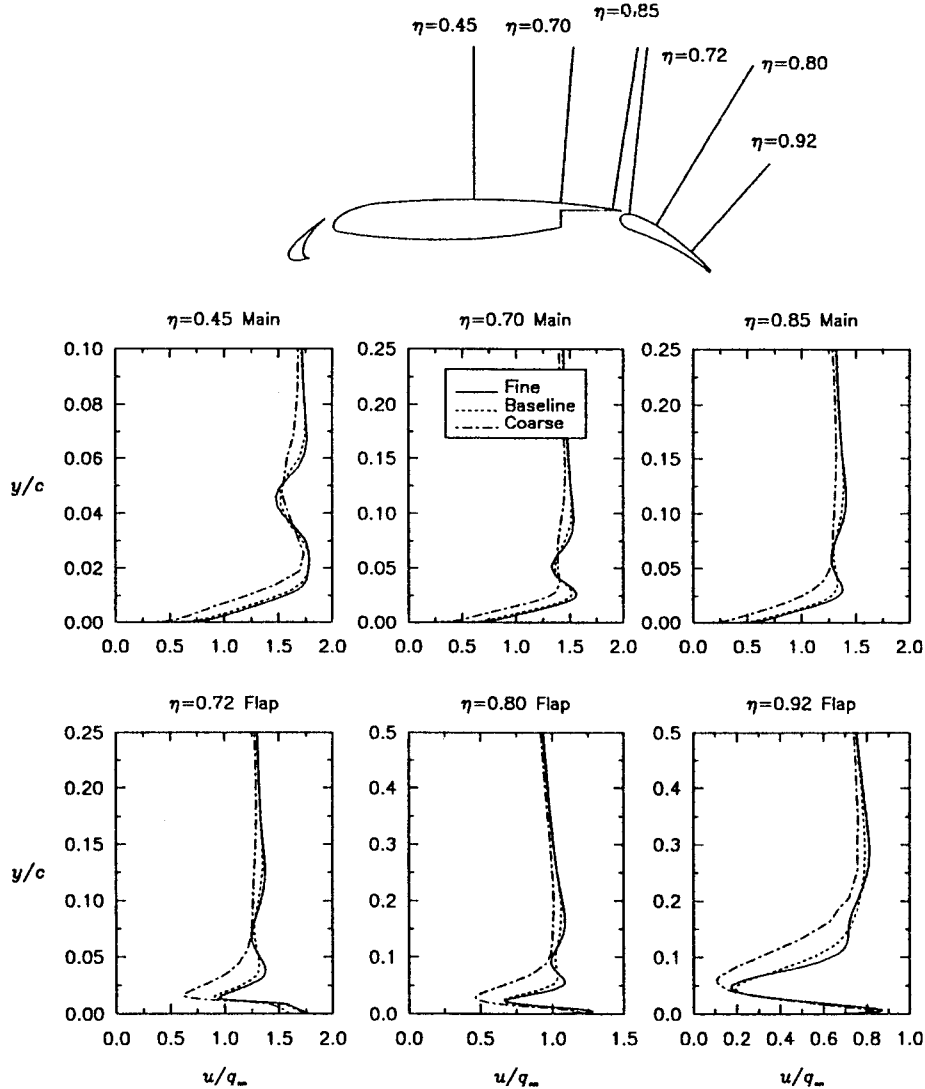 η=0.45
η=0.70
η=0.85
η=0.72
η=0.80
η=0.92
η=0.45 Main
η=0.70 Main
η=0.85 Main
0.10
0.08
0.06
0.04
0.02
0.00
y/c
0.0 0.5 1.0 1.5 2.0
0.25
0.20
0.15
0.10
0.05
0.00
Fine
Baseline
Coarse
0.0 0.5 1.0 1.5 2.0
0.25
0.20
0.15
0.10
0.05
0.00
0.0 0.5 1.0 1.5 2.0
η=0.72 Flap
η=0.80 Flap
η=0.92 Flap
0.25
0.20
0.15
0.10
0.05
0.00
y/c
0.0 0.5 1.0 1.5 2.0
u/q∞
0.5
0.4
0.3
0.2
0.1
0.0
0.0 0.5 1.0 1.5
u/q∞
0.5
0.4
0.3
0.2
0.1
0.0
0.0 0.2 0.4 0.6 0.8 1.0
u/q∞